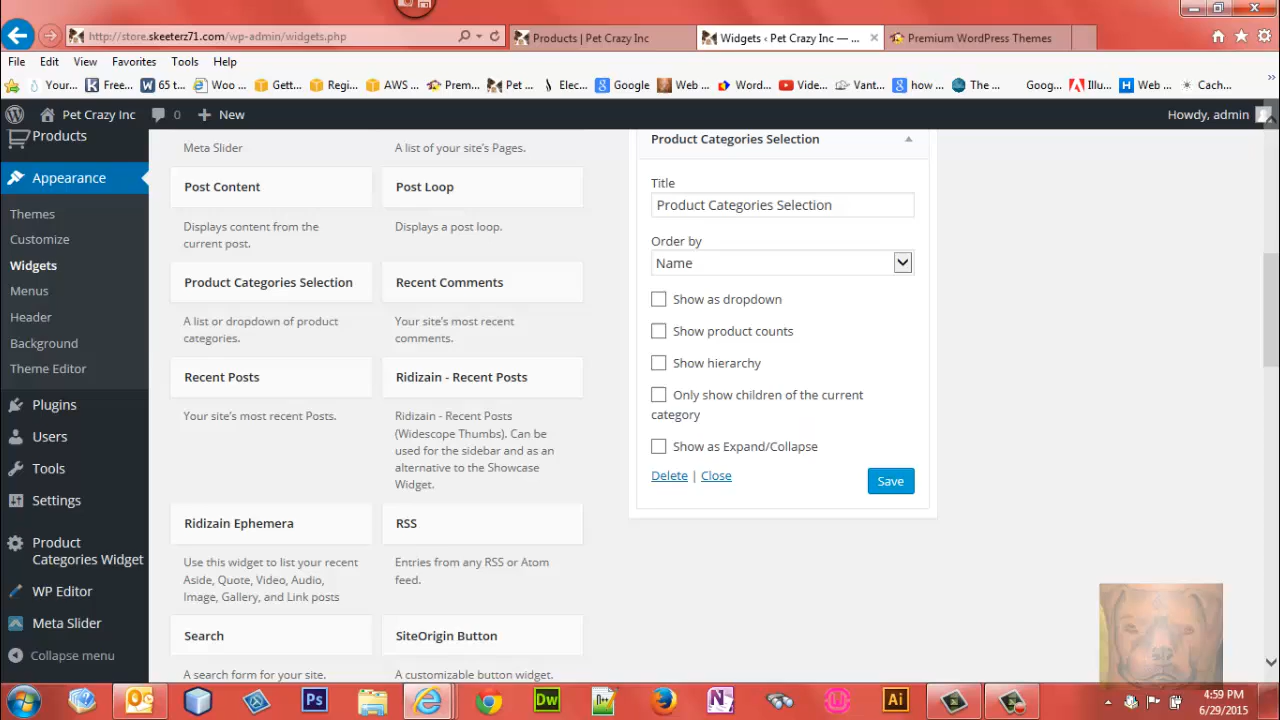 http://store.skeeterz71.com/wp-admin/widgets.php
Products | Pet Crazy Inc
Widgets ‹ Pet Crazy Inc — ...
Premium WordPress Themes
File Edit View Favorites Tools Help
Your... Free... 65 t... Woo ... Gett... Regi... AWS ... Prem... Pet ... Elec... Google Web ... Word... Video ... Vant... how ... The ... Goog... Illu... Web ... Cach...
Pet Crazy Inc 0 New Howdy, admin
Products
Appearance
Themes
Customize
Widgets
Menus
Header
Background
Theme Editor
Plugins
Users
Tools
Settings
Product
Categories Widget
WP Editor
Meta Slider
Collapse menu
Meta Slider
A list of your site's Pages.
Post Content
Post Loop
Displays content from the
current post.
Displays a post loop.
Product Categories Selection
Recent Comments
A list or dropdown of product
categories.
Your site's most recent
comments.
Recent Posts
Ridizain - Recent Posts
Your site's most recent Posts.
Ridizain - Recent Posts
(Widescope Thumbs). Can be
used for the sidebar and as an
alternative to the Showcase
Widget.
Ridizain Ephemera
RSS
Use this widget to list your recent
Aside, Quote, Video, Audio,
Image, Gallery, and Link posts
Entries from any RSS or Atom
feed.
Search
SiteOrigin Button
A search form for your site.
A customizable button widget.
Product Categories Selection
Title
Product Categories Selection
Order by
Name
Show as dropdown
Show product counts
Show hierarchy
Only show children of the current
category
Show as Expand/Collapse
Delete | Close
Save
Ps
Dw
Ai
4:59 PM
6/29/2015